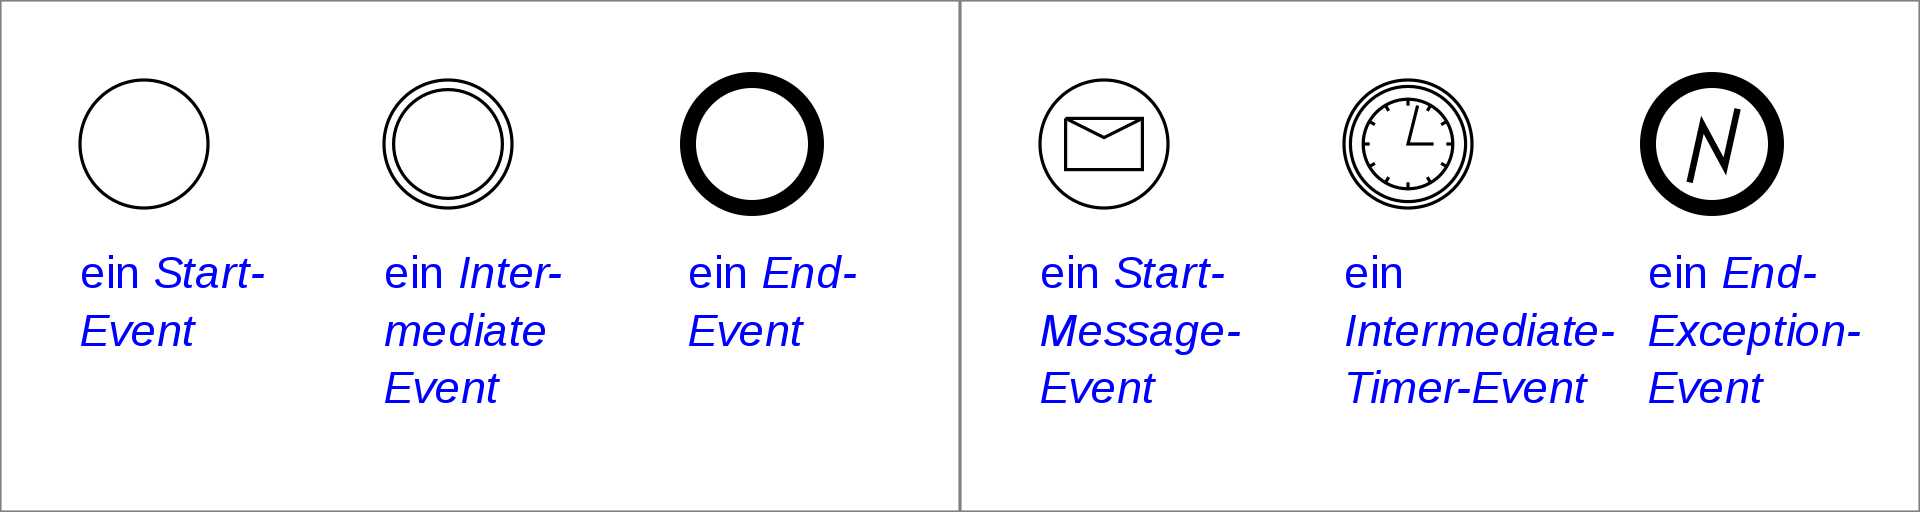 ein Start-
Event
ein Inter-
mediate
Event
ein End-
Event
ein Start-
Message-
Event
ein
Intermediate-
Timer-Event
ein End-
Exception-
Event